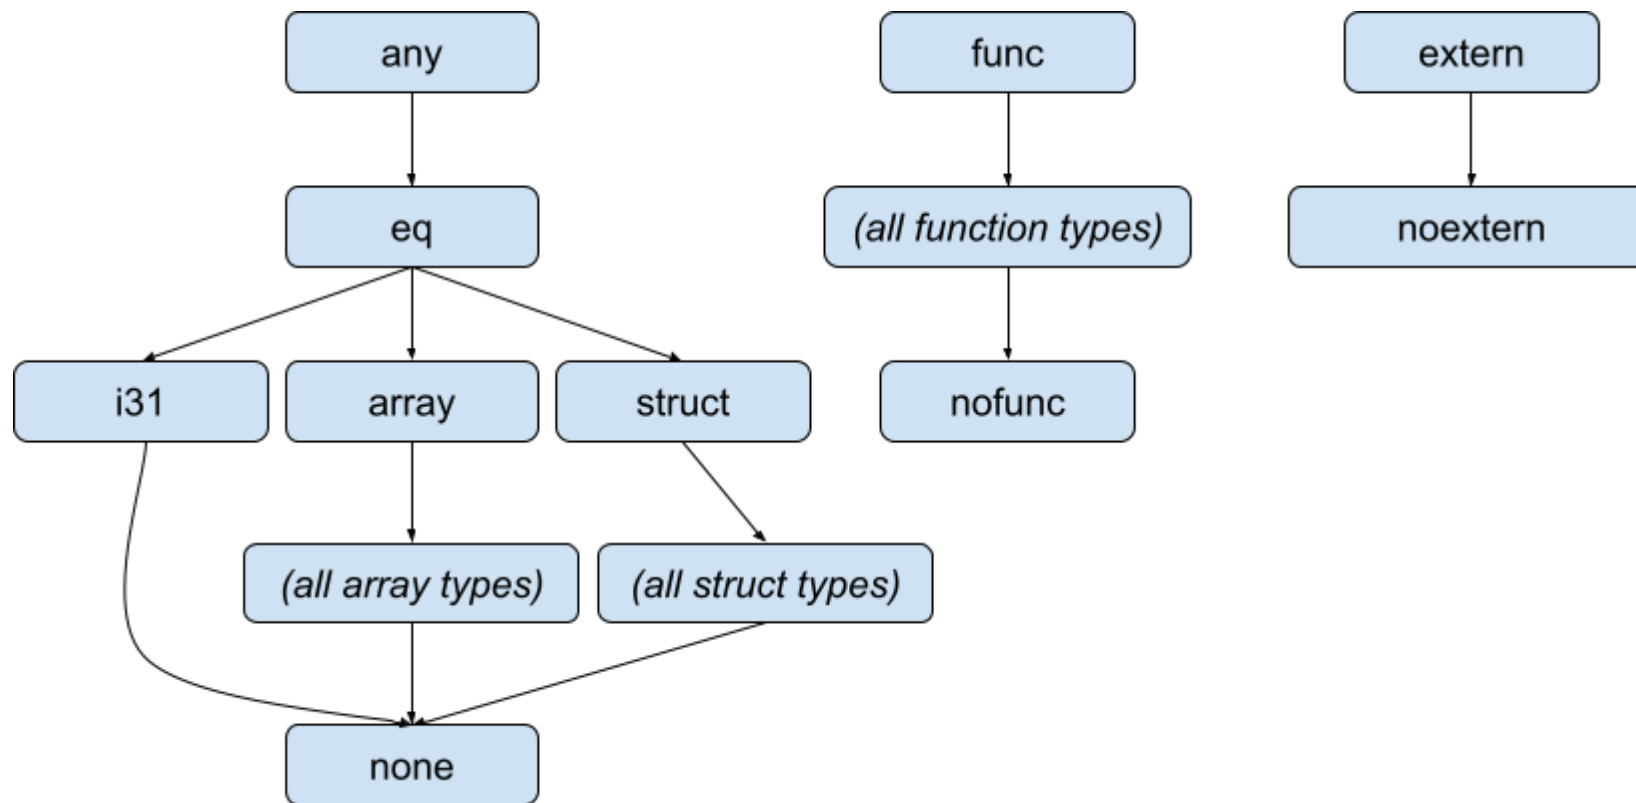 any
func
extern
eq
(all function types)
noextern
i31
array
struct
nofunc
(all array types)
(all struct types)
none